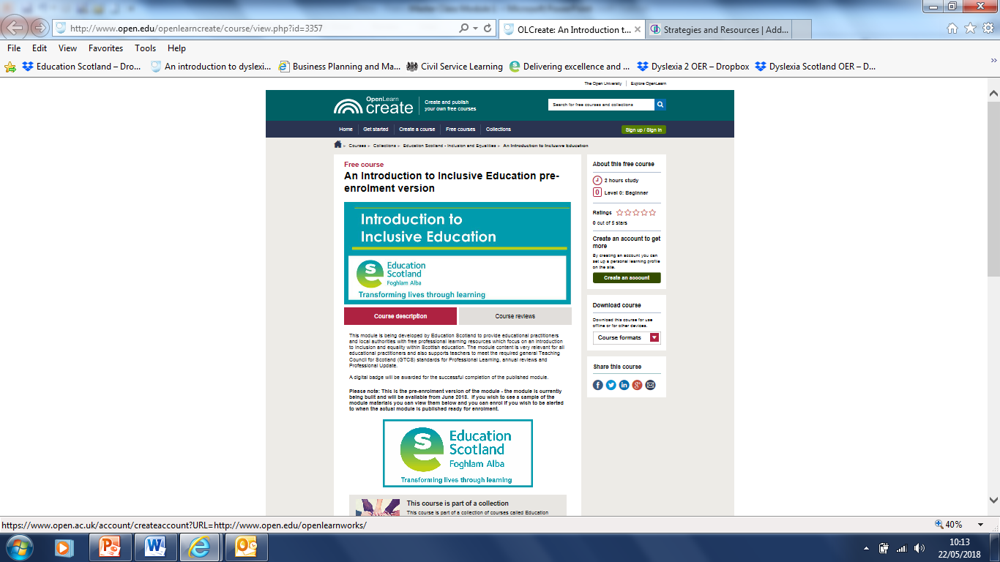 http://www.open.edu/openlearncreate/course/view.php?id=3357
OLCreate: An Introduction t...
Strategies and Resources | Add...
File Edit View Favorites Tools Help
Education Scotland – Dro... An introduction to dyslexi... Business Planning and Ma... Civil Service Learning Delivering excellence and ... Dyslexia 2 OER – Dropbox Dyslexia Scotland OER – D...
The Open University Explore OpenLearn
OpenLearn
create
Create and publish
your own free courses
Search for free courses and collections
Home Get started Create a course Free courses Collections
Sign up / Sign in
Courses Collections Education Scotland - Inclusion and Equalities An Introduction to Inclusive Education
Free course
An Introduction to Inclusive Education pre-
enrolment version
Introduction to
Inclusive Education
Education
Scotland
Foghlam Alba
Transforming lives through learning
Course description
Course reviews
This module is being developed by Education Scotland to provide educational practitioners
and local authorities with free professional learning resources which focus on an introduction
to inclusion and equality within Scottish education. The module content is very relevant for all
educational practitioners and also supports teachers to meet the required general Teaching
Council for Scotland (GTCS) standards for Professional Learning, annual reviews and
Professional Update.
A digital badge will be awarded for the successful completion of the published module.
Please note: This is the pre-enrolment version of the module - the module is currently
being built and will be available from June 2018. If you wish to see a sample of the
module materials you can view them below and you can enrol if you wish to be alerted
to when the actual module is published ready for enrolment.
Education
Scotland
Foghlam Alba
Transforming lives through learning
This course is part of a collection
This course is part of a collection of courses called Education
About this free course
2 hours study
0 Level 0: Beginner
Ratings
0 out of 5 stars
Create an account to get
more
By creating an account you can
set up a personal learning profile
on the site.
Create an account
Download course
Download this course for use
offline or for other devices.
Course formats
Share this course
https://www.open.ac.uk/account/createaccount?URL=http://www.open.edu/openlearnworks/
40%
10:13
22/05/2018